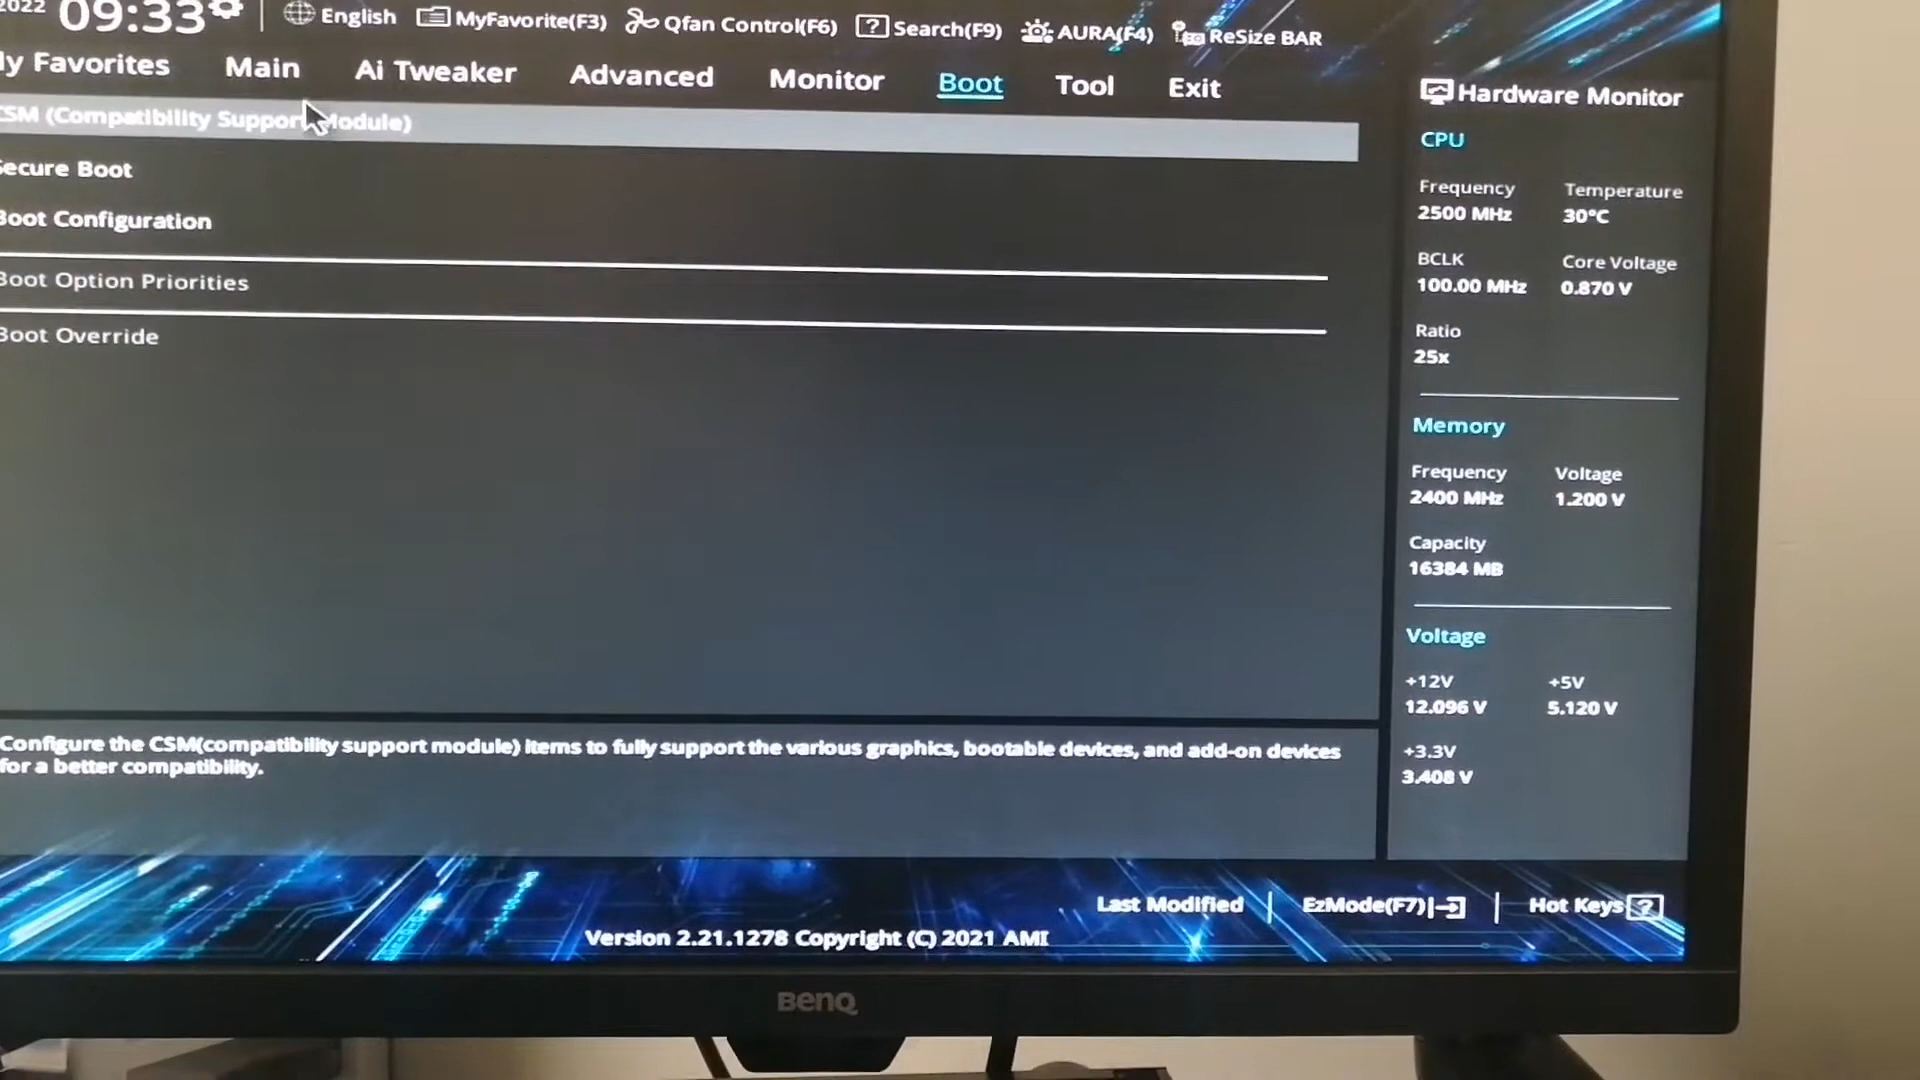 2022 09:33 English MyFavorite(F3) Qfan Control(F6) ? Search(F9) AURA(F4) ReSize BAR
y Favorites Main Ai Tweaker Advanced Monitor Boot Tool Exit
CSM (Compatibility Support Module)
Secure Boot
Boot Configuration
Boot Option Priorities
Boot Override
Configure the CSM(compatibility support module) items to fully support the various graphics, bootable devices, and add-on devices
for a better compatibility.
Hardware Monitor
CPU
Frequency Temperature
2500 MHz 30°C
BCLK Core Voltage
100.00 MHz 0.870 V
Ratio
25x
Memory
Frequency Voltage
2400 MHz 1.200 V
Capacity
16384 MB
Voltage
+12V +5V
12.096 V 5.120 V
+3.3V
3.408 V
Last Modified EzMode(F7) Hot Keys ?
Version 2.21.1278 Copyright (C) 2021 AMI
BenQ